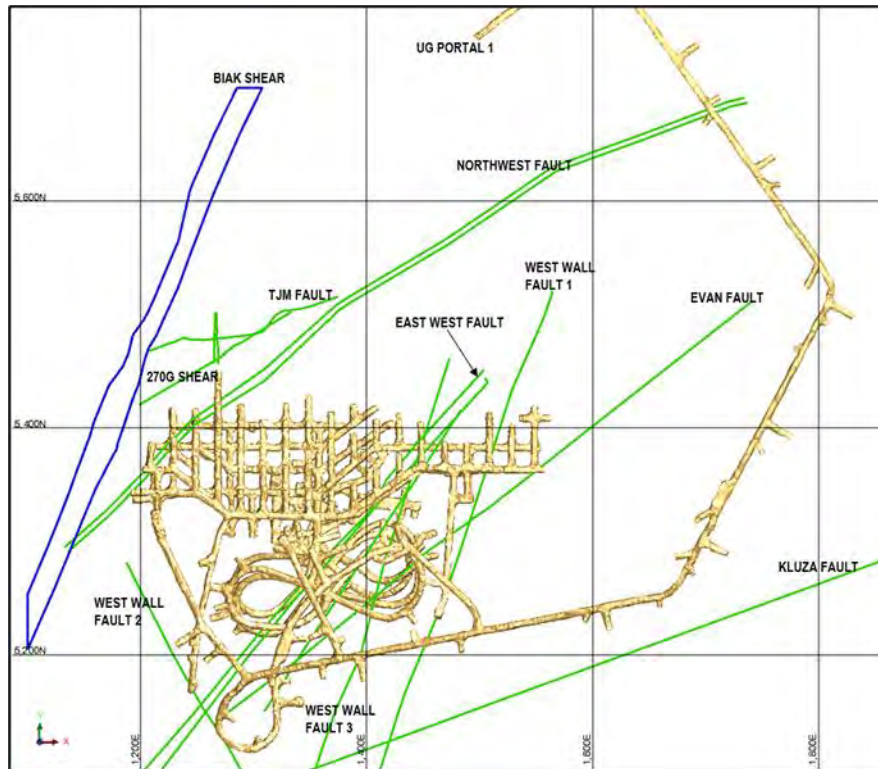 UG PORTAL 1
BIAK SHEAR
NORTHWEST FAULT
5,600N
WEST WALL
FAULT 1
TJM FAULT
EVAN FAULT
EAST WEST FAULT
270G SHEAR
5,400N
KLUZA FAULT
WEST WALL
FAULT 2
5,200N
WEST WALL
FAULT 3
1,200E
1,400E
1,600E
1,800E
Y
X